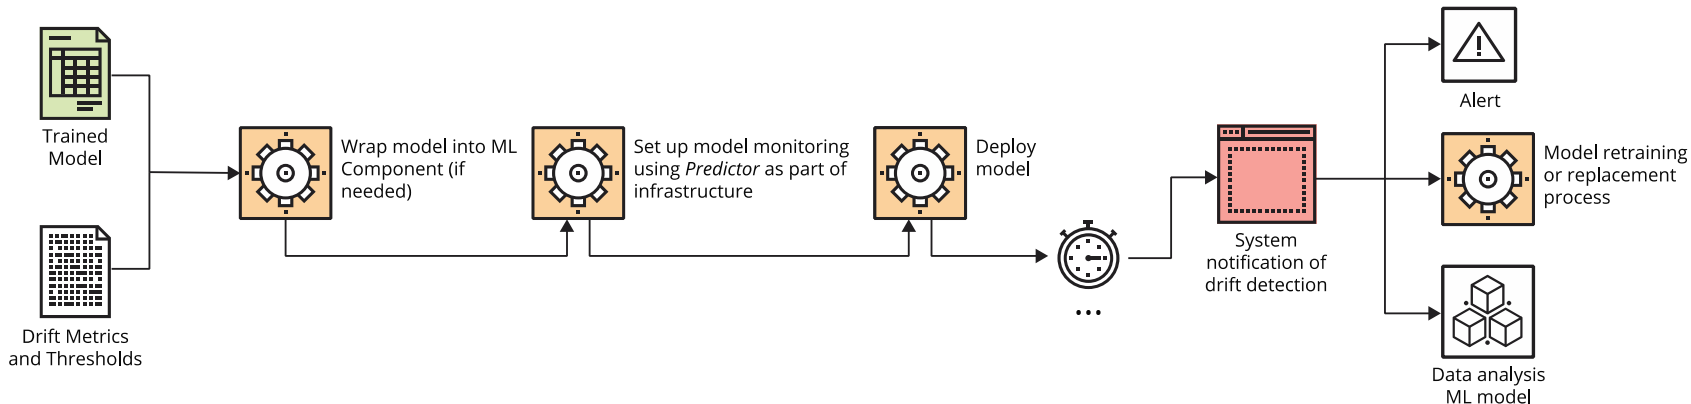 Trained
Model
Drift Metrics
and Thresholds
Wrap model into ML
Component (if
needed)
Set up model monitoring
using Predictor as part of
infrastructure
Deploy
model
...
System
notification of
drift detection
Alert
Model retraining
or replacement
process
Data analysis
ML model